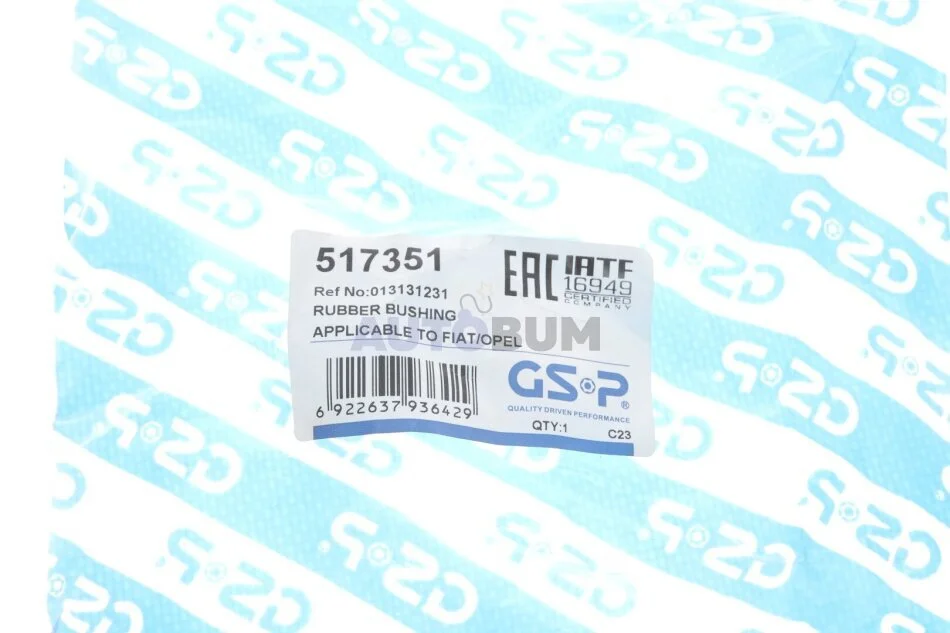 517351
Ref No:013131231
RUBBER BUSHING
APPLICABLE TO FIAT/OPEL
6 922637 936429
EAC
IATF
16949
CERTIFIED
COMPANY
GSP®
QUALITY DRIVEN PERFORMANCE
QTY:1
C23
AUTOBUM